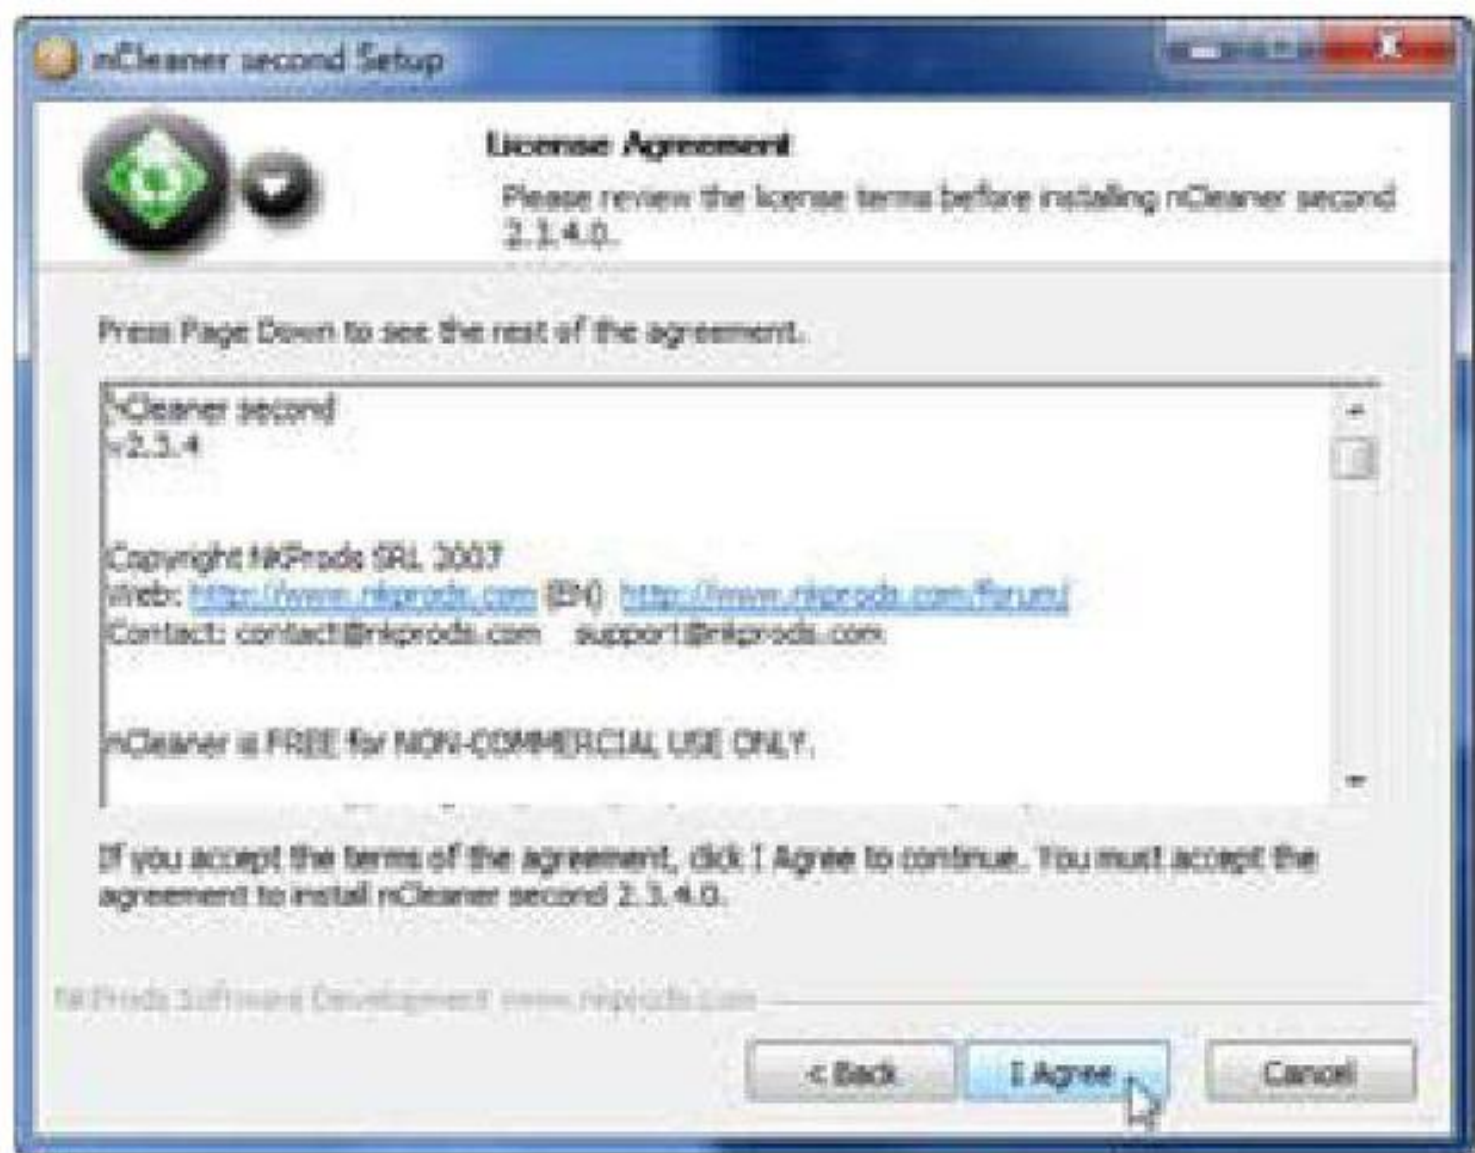 nCleaner second Setup
License Agreement
Please review the license terms before installing nCleaner second
2.3.4.0.
Press Page Down to see the rest of the agreement.
nCleaner second
v2.3.4
Copyright NKProds SRL 2007
Web: http://www.nkprods.com (EN) http://www.nkprods.com/forum/
Contact: contact@nkprods.com support@nkprods.com
nCleaner is FREE for NON-COMMERCIAL USE ONLY.
If you accept the terms of the agreement, click I Agree to continue. You must accept the
agreement to install nCleaner second 2.3.4.0.
NKProds Software Development www.nkprods.com
< Back
I Agree
Cancel